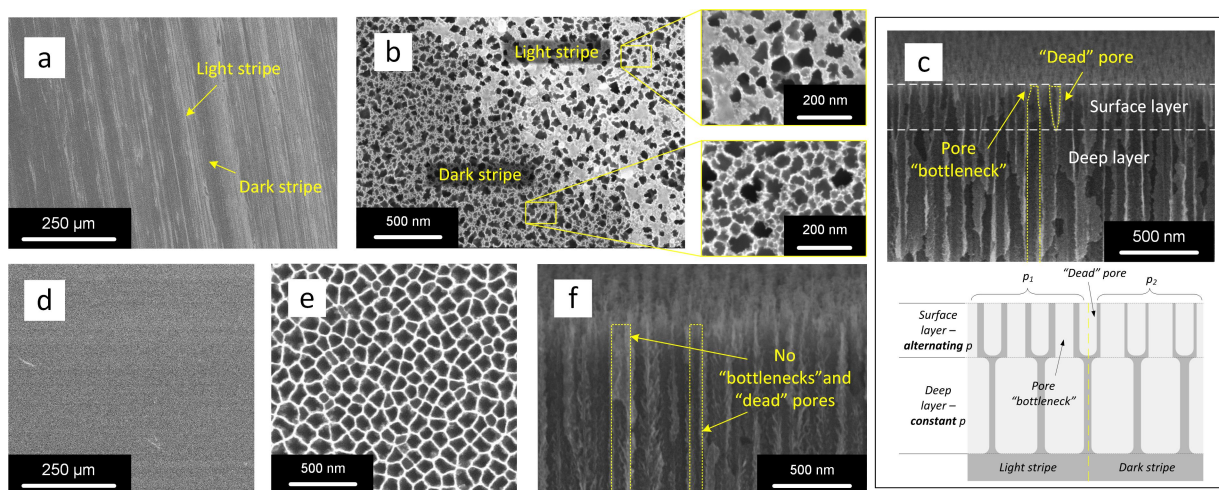 a
Light stripe
Dark stripe
250 µm
b
Light stripe
Dark stripe
500 nm
200 nm
200 nm
c
“Dead” pore
Surface layer
Pore
“bottleneck”
Deep layer
500 nm
d
250 µm
e
500 nm
f
No
“bottlenecks”and
“dead” pores
500 nm
“Dead” pore
p1
p2
Surface
layer –
alternating p
Pore
“bottleneck”
Deep
layer –
constant p
Light stripe
Dark stripe